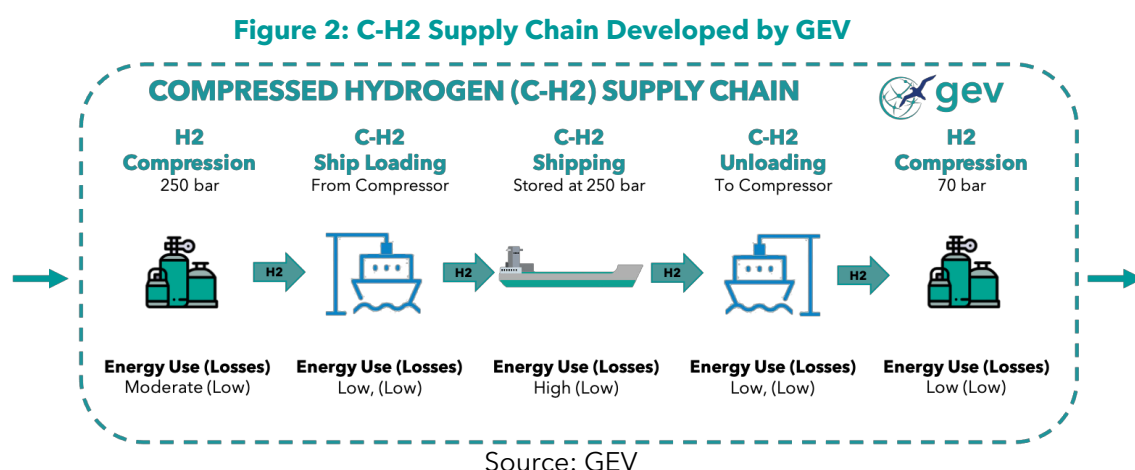 Figure 2: C-H2 Supply Chain Developed by GEV
COMPRESSED HYDROGEN (C-H2) SUPPLY CHAIN
gev
H2
Compression
250 bar
C-H2
Ship Loading
From Compressor
C-H2
Shipping
Stored at 250 bar
C-H2
Unloading
To Compressor
H2
Compression
70 bar
H2
H2
H2
H2
Energy Use (Losses)
Moderate (Low)
Energy Use (Losses)
Low, (Low)
Energy Use (Losses)
High (Low)
Energy Use (Losses)
Low, (Low)
Energy Use (Losses)
Low (Low)
Source: GEV